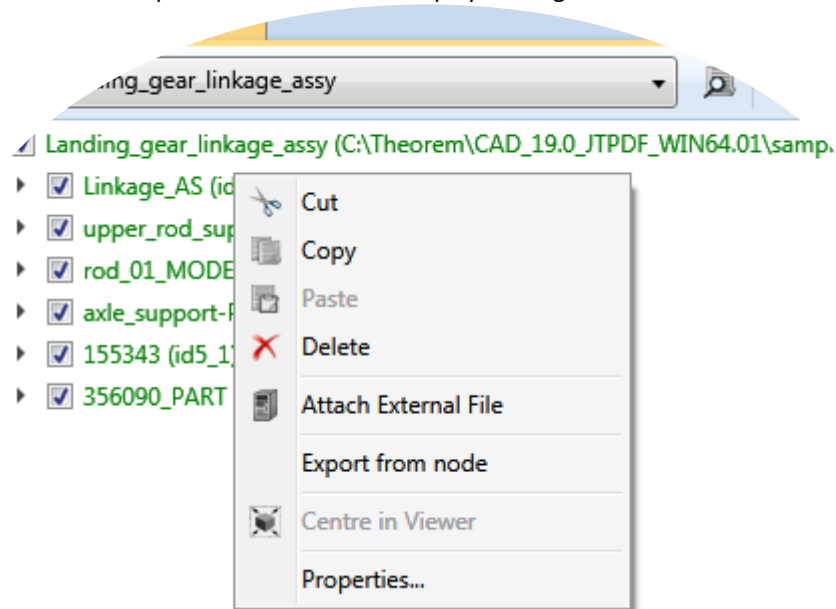 ing_gear_linkage_assy
Landing_gear_linkage_assy (C:\Theorem\CAD_19.0_JTPDF_WIN64.01\samp.
Linkage_AS (id
upper_rod_sup
rod_01_MODE
axle_support-P
155343 (id5_1)
356090_PART
Cut
Copy
Paste
Delete
Attach External File
Export from node
Centre in Viewer
Properties...